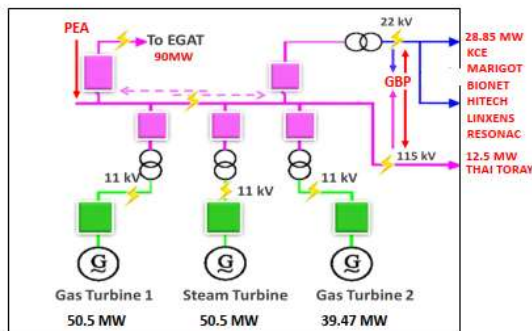 PEA
To EGAT
90MW
22 kV
28.85 MW
KCE
MARIGOT
BIONET
HITECH
LINXENS
RESONAC
GBP
115 kV
12.5 MW
THAI TORAY
11 kV
11 kV
11 kV
G
G
G
Gas Turbine 1
Steam Turbine
Gas Turbine 2
50.5 MW
50.5 MW
39.47 MW